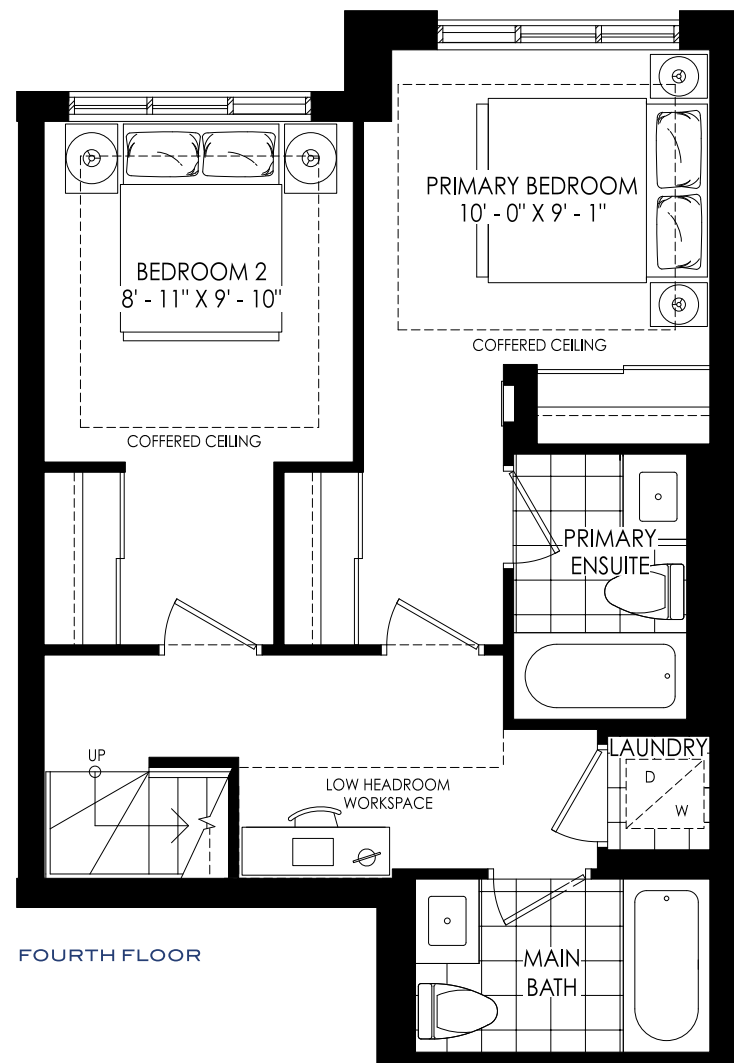 PRIMARY BEDROOM
10' - 0" X 9' - 1"
BEDROOM 2
8' - 11" X 9' - 10"
COFFERED CEILING
COFFERED CEILING
PRIMARY
ENSUITE
UP
LAUNDRY
D
W
LOW HEADROOM
WORKSPACE
FOURTH FLOOR
MAIN
BATH